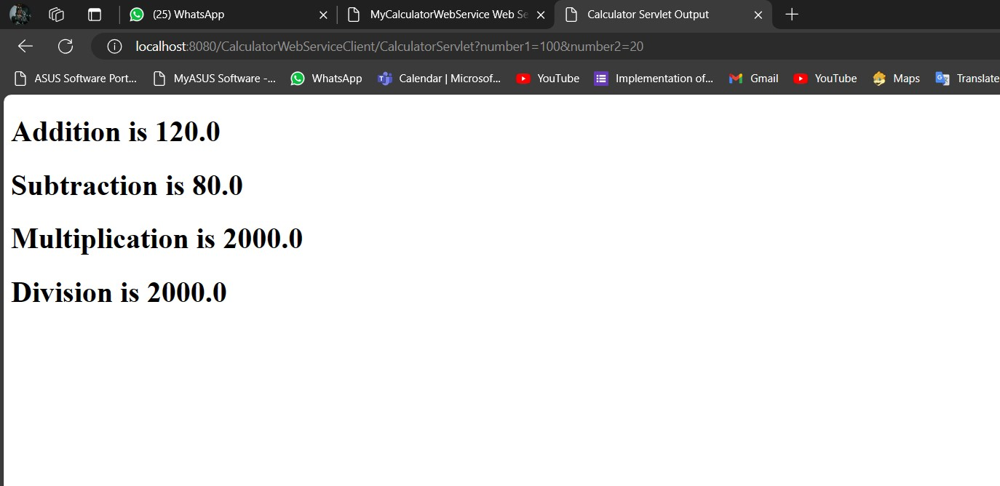 (25) WhatsApp MyCalculatorWebService Web Se Calculator Servlet Output
localhost:8080/CalculatorWebServiceClient/CalculatorServlet?number1=100&number2=20
ASUS Software Port... MyASUS Software -... WhatsApp Calendar | Microsof... YouTube Implementation of... Gmail YouTube Maps Translate
Addition is 120.0
Subtraction is 80.0
Multiplication is 2000.0
Division is 2000.0